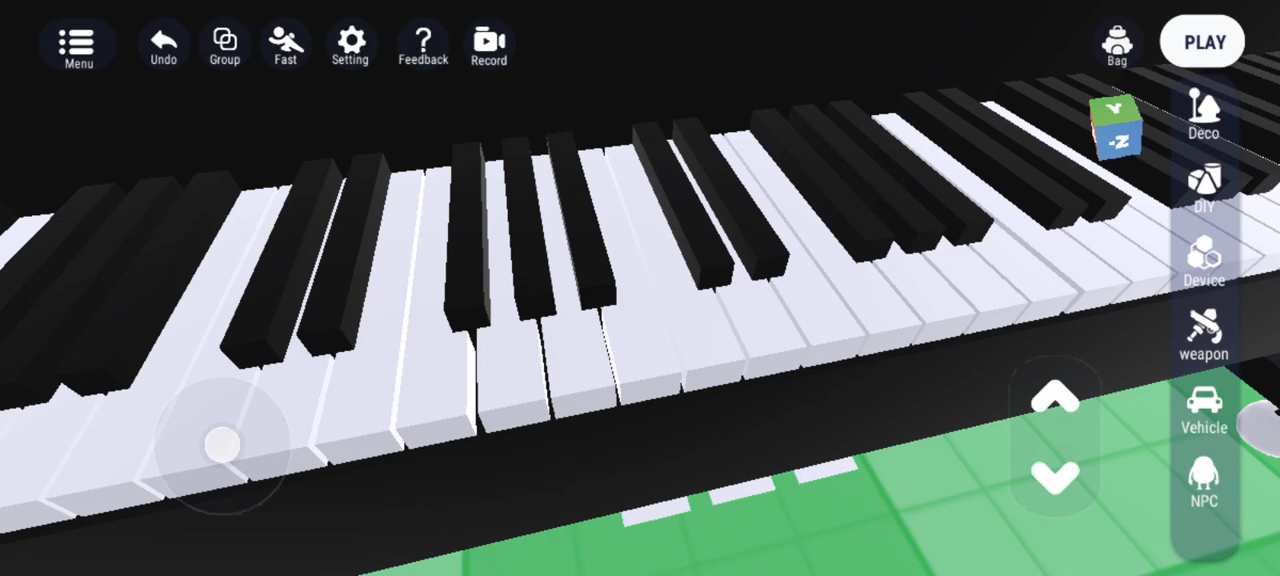 Menu
Undo
Group
Fast
Setting
Feedback
Record
Bag
PLAY
Y
-Z
Deco
DIY
Device
weapon
Vehicle
NPC